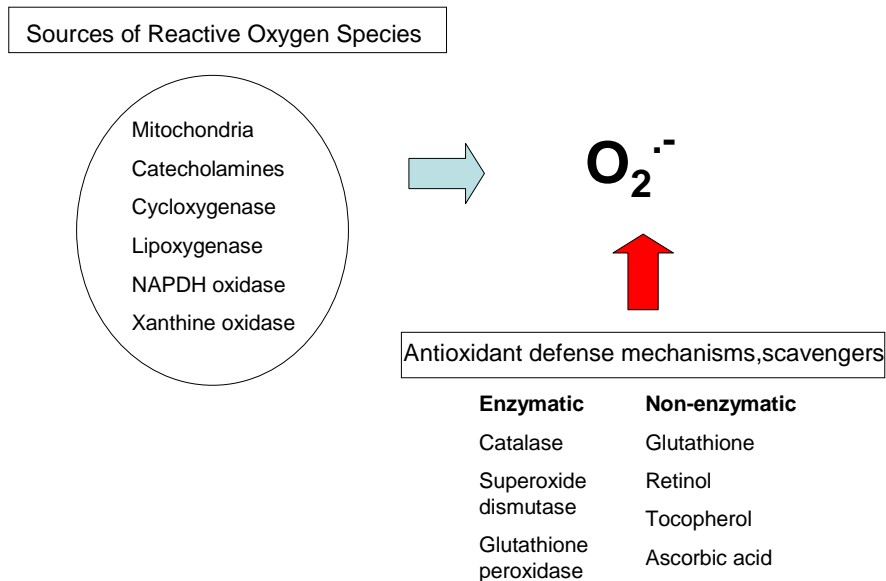 Sources of Reactive Oxygen Species
Mitochondria
Catecholamines
Cycloxygenase
Lipoxygenase
NAPDH oxidase
Xanthine oxidase
O₂˙⁻
Antioxidant defense mechanisms,scavengers
Enzymatic
Catalase
Superoxide
dismutase
Glutathione
peroxidase
Non-enzymatic
Glutathione
Retinol
Tocopherol
Ascorbic acid